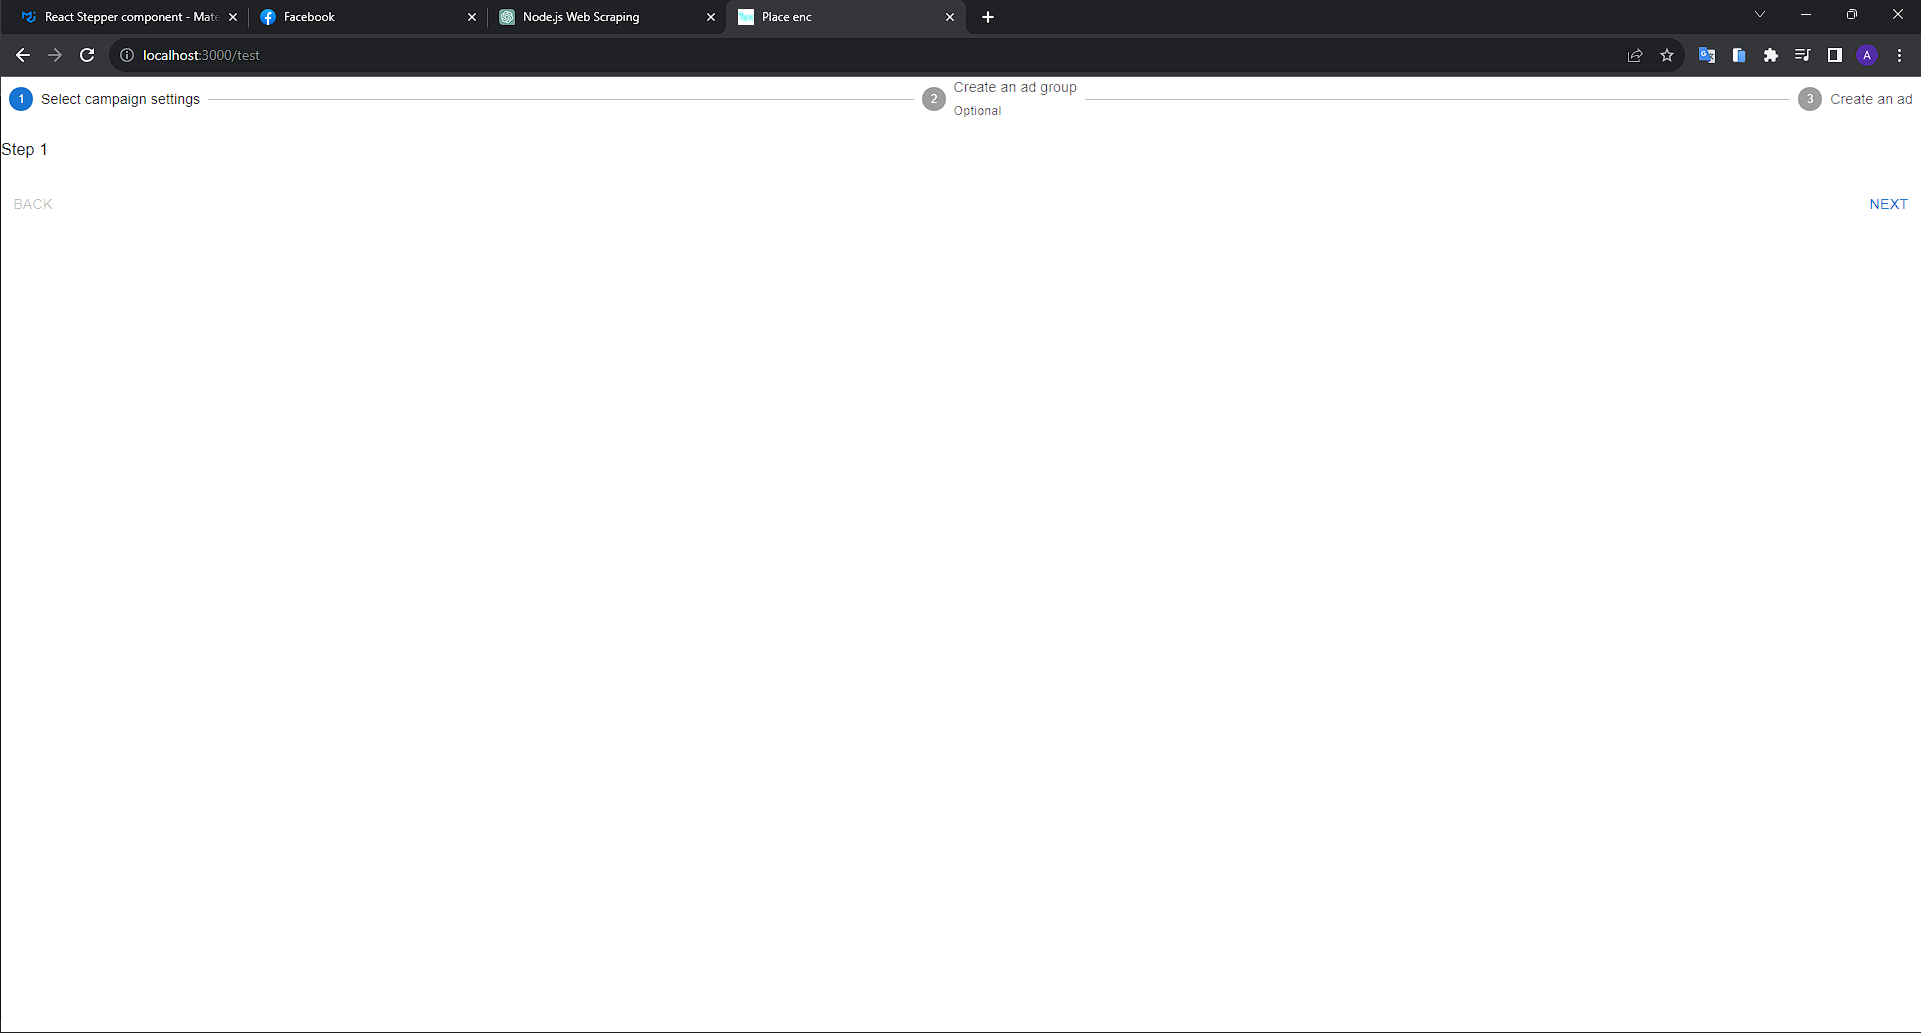 React Stepper component - Mate
Facebook
Node.js Web Scraping
Place enc
localhost:3000/test
A
1 Select campaign settings
2 Create an ad group
Optional
3 Create an ad
Step 1
BACK
NEXT